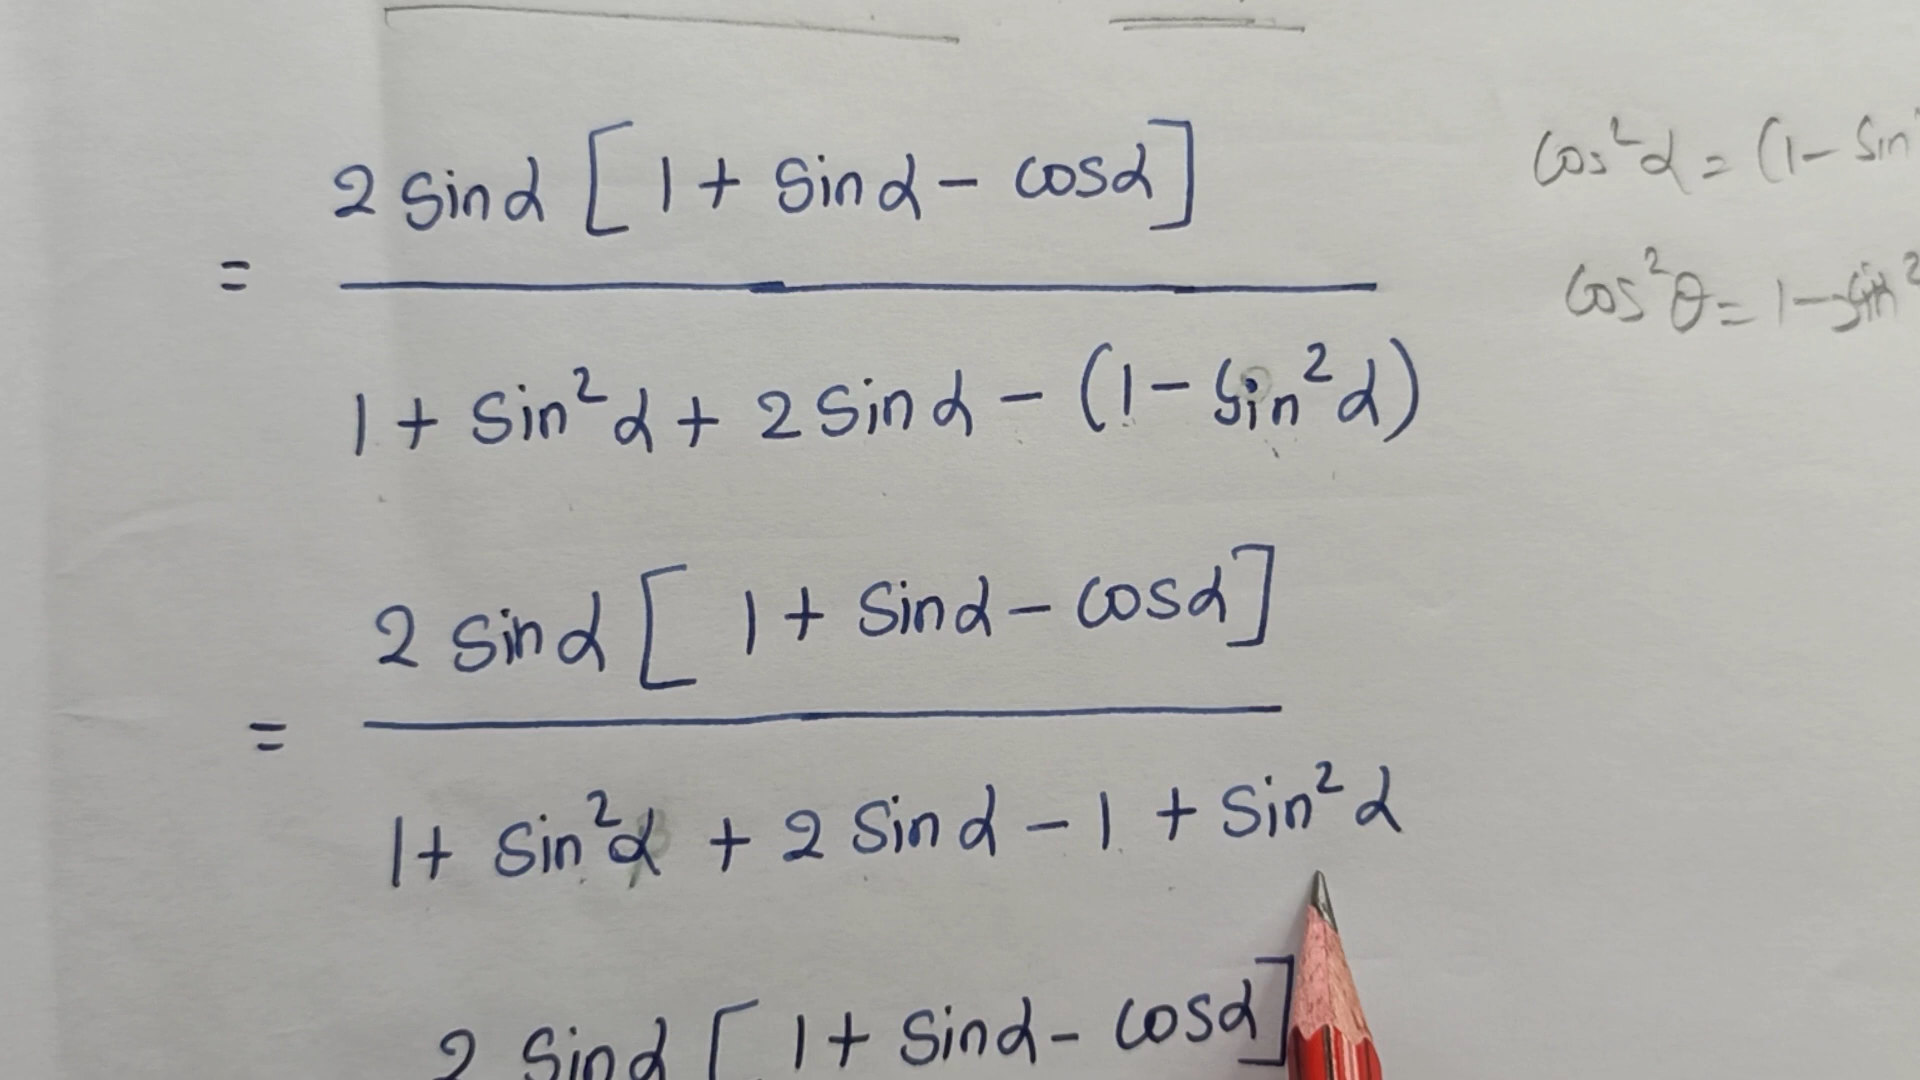 2 Sinα [1 + Sinα - cosα]
=
1 + Sin²α + 2 Sinα - (1 - Sin²α)
cos²α = (1 - Sin
cos²θ = 1 - Sin²
2 Sinα [ 1 + Sinα - cosα]
=
1 + Sin²α + 2 Sinα - 1 + Sin²α
2 Sinα [ 1 + Sinα - cosα]